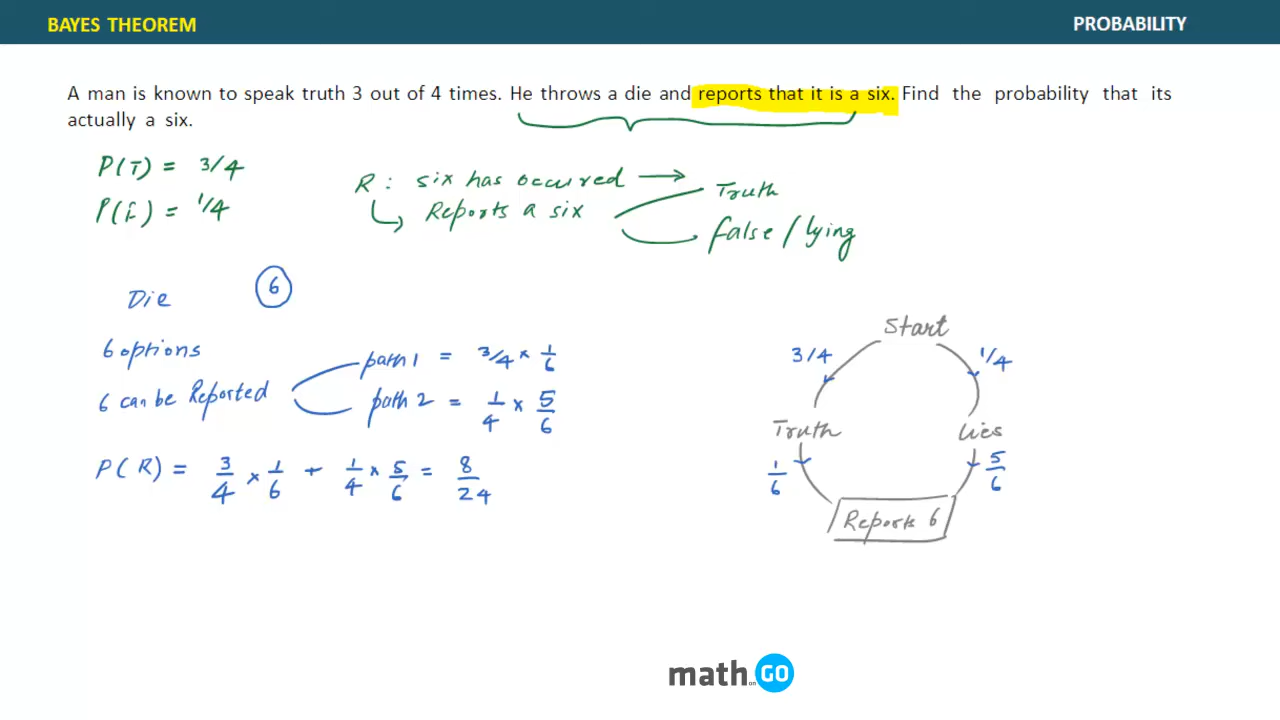 BAYES THEOREM
PROBABILITY
A man is known to speak truth 3 out of 4 times. He throws a die and reports that it is a six. Find the probability that its
actually a six.
P(T) = 3/4
P(F) = 1/4
R : six has occured → Truth
↳ Reports a six
false / lying
Die 6
6 options
6 can be Reported
path 1 = 3/4 × 1/6
path 2 = 1/4 × 5/6
P(R) = 3/4 × 1/6 + 1/4 × 5/6 = 8/24
Start
3/4 1/4
Truth Lies
1/6 5/6
Reports 6
math on GO